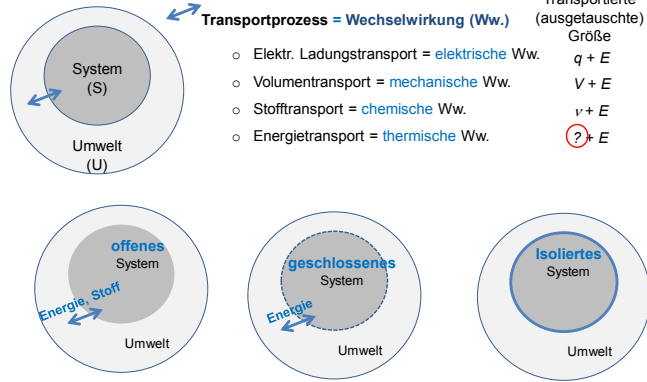 Transportierte
(ausgetauschte)
Größe
Transportprozess = Wechselwirkung (Ww.)
System
(S)
Umwelt
(U)
○ Elektr. Ladungstransport = elektrische Ww. q + E
○ Volumentransport = mechanische Ww. V + E
○ Stofftransport = chemische Ww. ν + E
○ Energietransport = thermische Ww. ? + E
offenes
System
Energie, Stoff
Umwelt
geschlossenes
System
Energie
Umwelt
Isoliertes
System
Umwelt